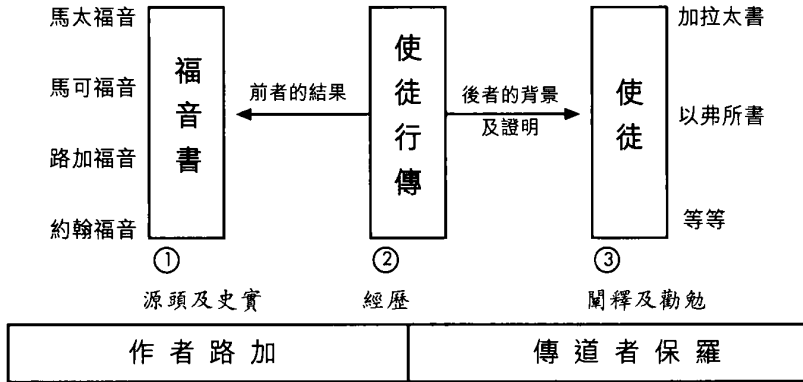 馬太福音
馬可福音
路加福音
約翰福音
福音書
前者的結果
使徒行傳
後者的背景
及證明
使徒
加拉太書
以弗所書
等等
① ② ③
源頭及史實 經歷 闡釋及勸勉
作者路加 傳道者保羅